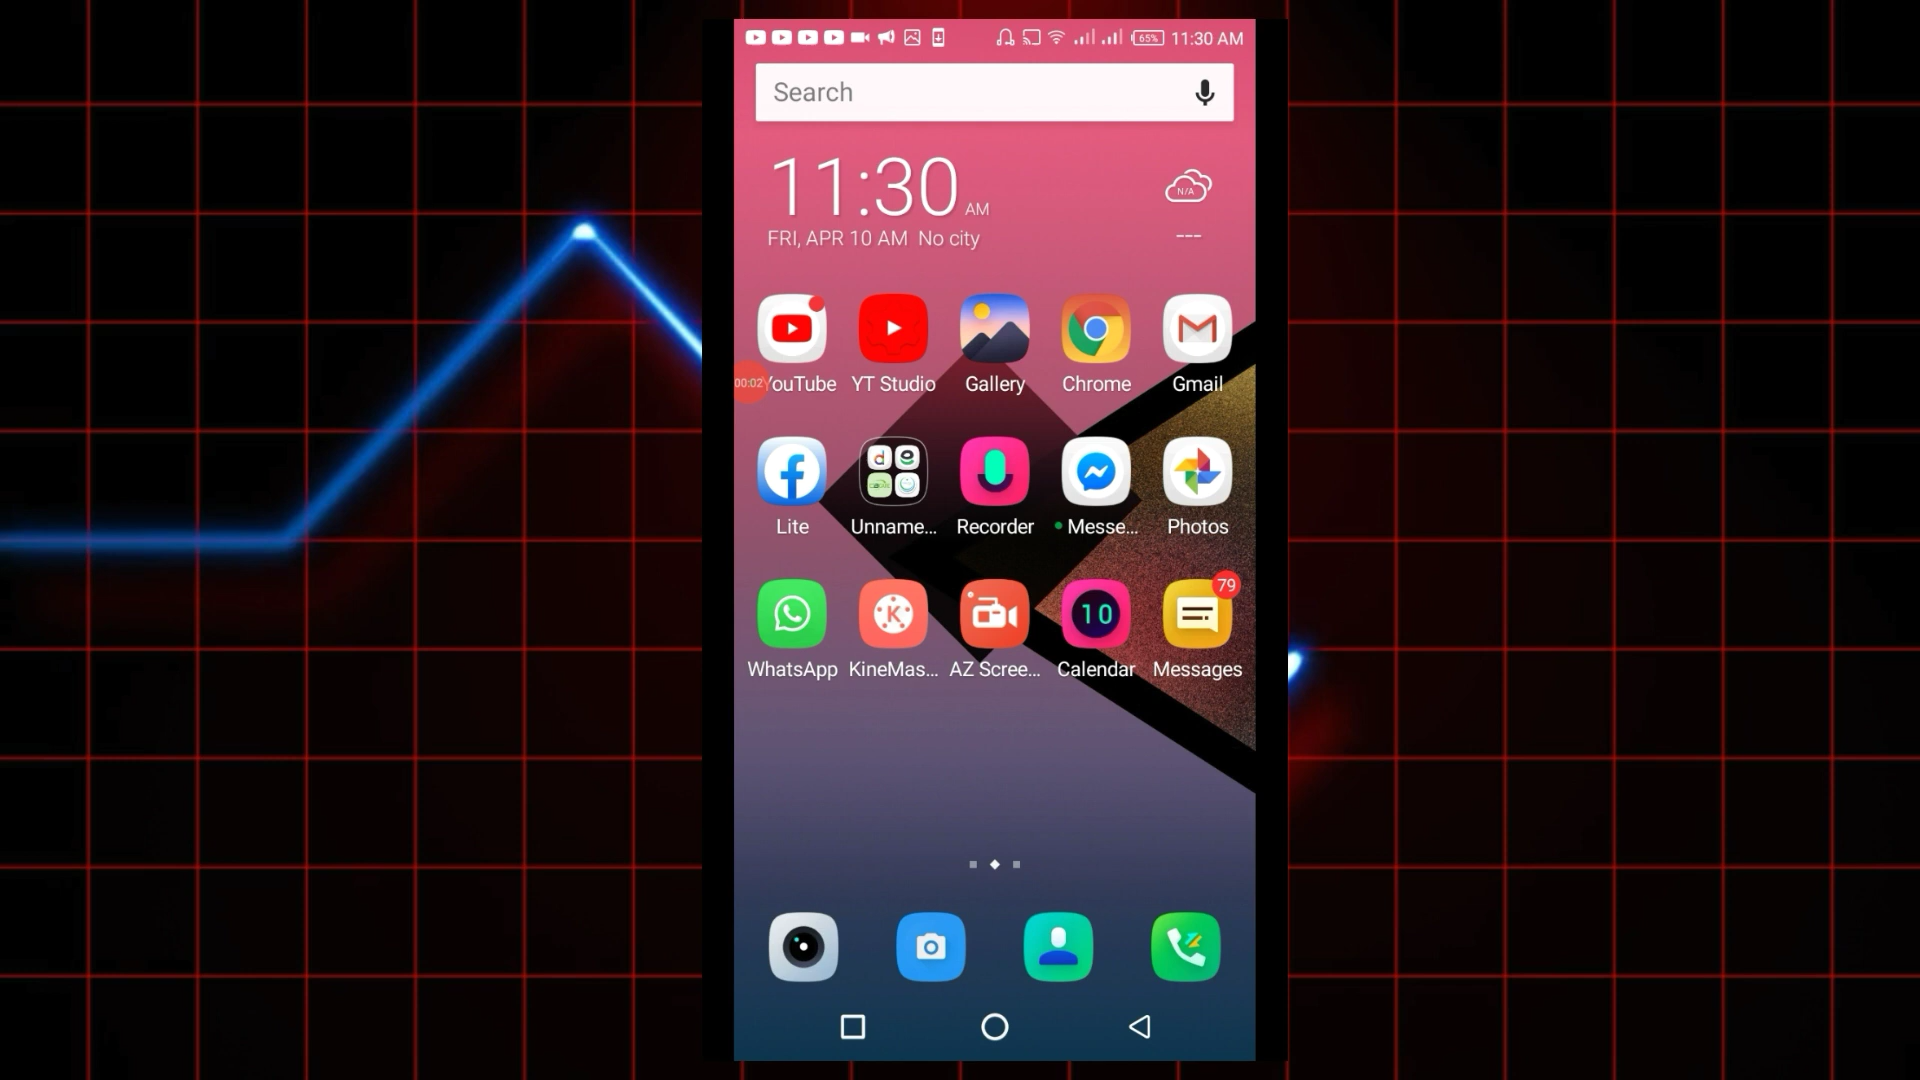 65% 11:30 AM
Search
11:30 AM
N/A
FRI, APR 10 AM No city
---
YouTube YT Studio Gallery Chrome Gmail
00:02
Lite Unname... Recorder Messe... Photos
79
K
10
WhatsApp KineMas... AZ Scree... Calendar Messages